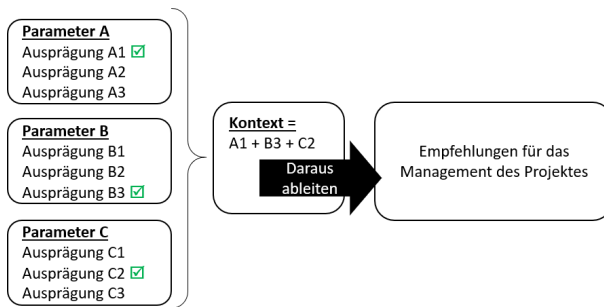 Parameter A
Ausprägung A1 ☑
Ausprägung A2
Ausprägung A3
Parameter B
Ausprägung B1
Ausprägung B2
Ausprägung B3 ☑
Parameter C
Ausprägung C1
Ausprägung C2 ☑
Ausprägung C3
Kontext =
A1 + B3 + C2
Daraus
ableiten
Empfehlungen für das
Management des Projektes